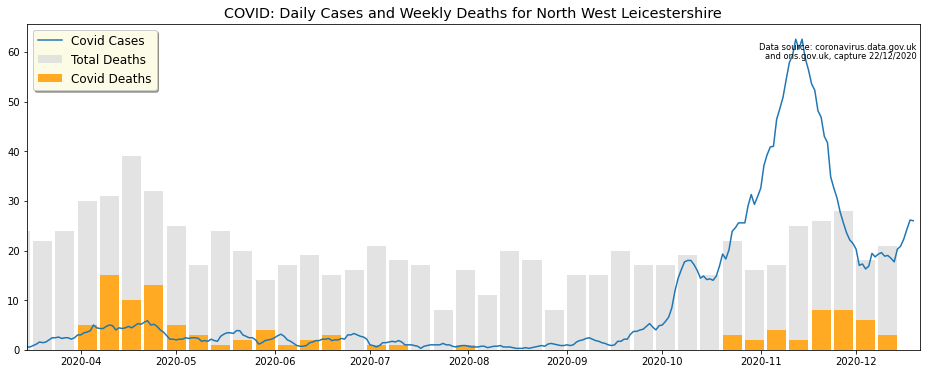 COVID: Daily Cases and Weekly Deaths for North West Leicestershire
Covid Cases
Total Deaths
Covid Deaths
Data source: coronavirus.data.gov.uk
and ons.gov.uk, capture 22/12/2020
60
50
40
30
20
10
0
2020-04 2020-05 2020-06 2020-07 2020-08 2020-09 2020-10 2020-11 2020-12